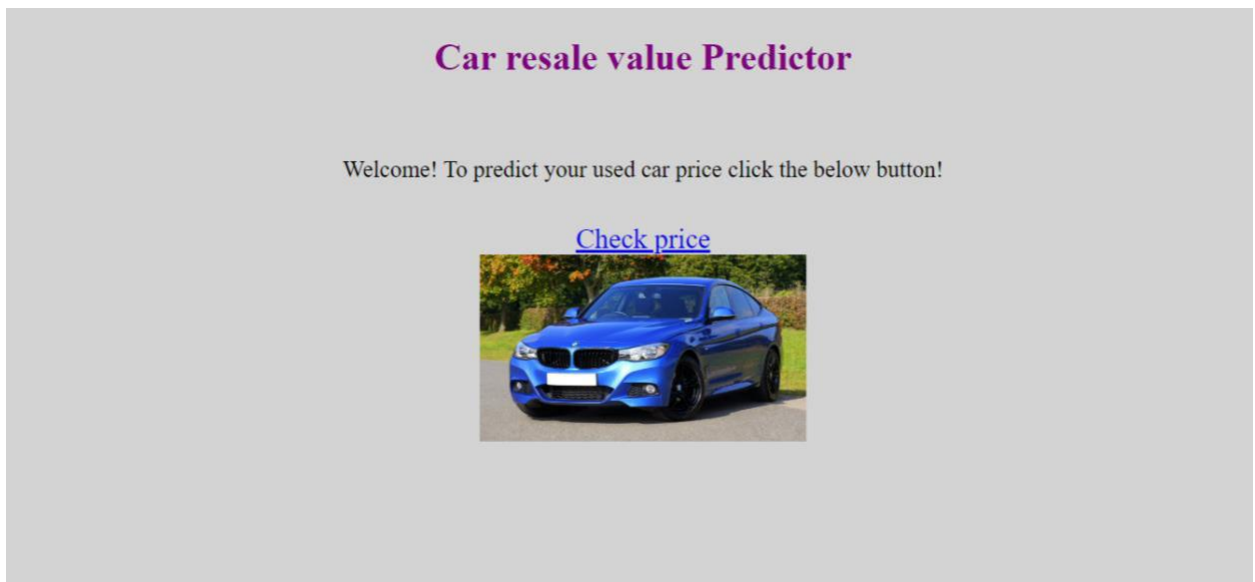 Car resale value Predictor
Welcome! To predict your used car price click the below button!
Check price